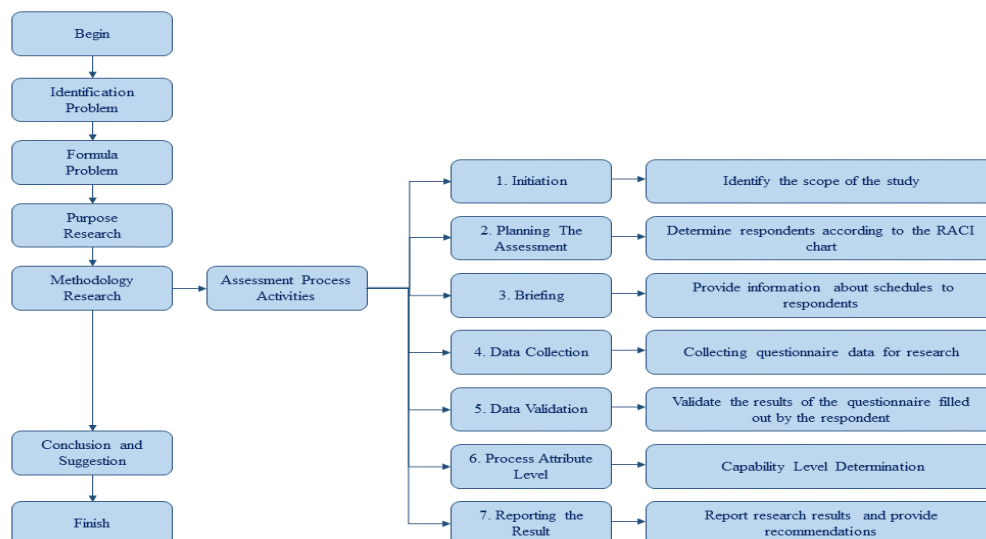 Begin
Identification
Problem
Formula
Problem
Purpose
Research
Methodology
Research
Conclusion and
Suggestion
Finish
Assessment Process
Activities
1. Initiation
Identify the scope of the study
2. Planning The
Assessment
Determine respondents according to the RACI
chart
3. Briefing
Provide information about schedules to
respondents
4. Data Collection
Collecting questionnaire data for research
5. Data Validation
Validate the results of the questionnaire filled
out by the respondent
6. Process Attribute
Level
Capability Level Determination
7. Reporting the
Result
Report research results and provide
recommendations